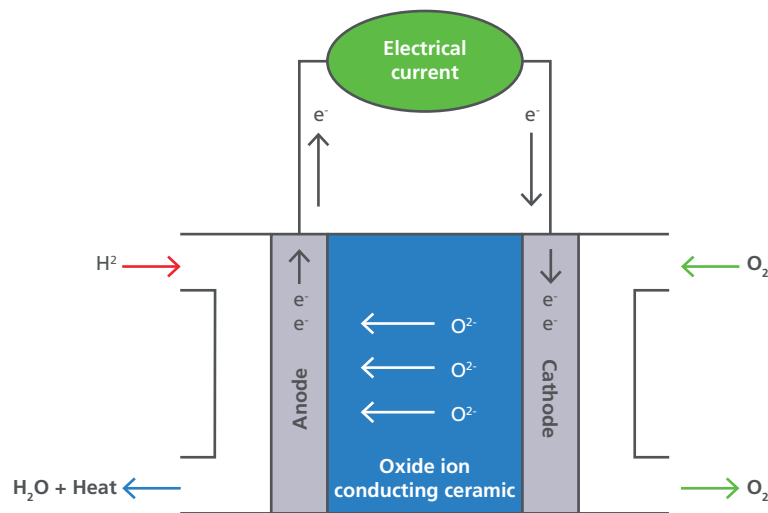 Electrical
current
e⁻
e⁻
H²
O₂
e⁻
e⁻
e⁻
e⁻
O²⁻
O²⁻
O²⁻
Anode
Cathode
Oxide ion
conducting ceramic
H₂O + Heat
O₂